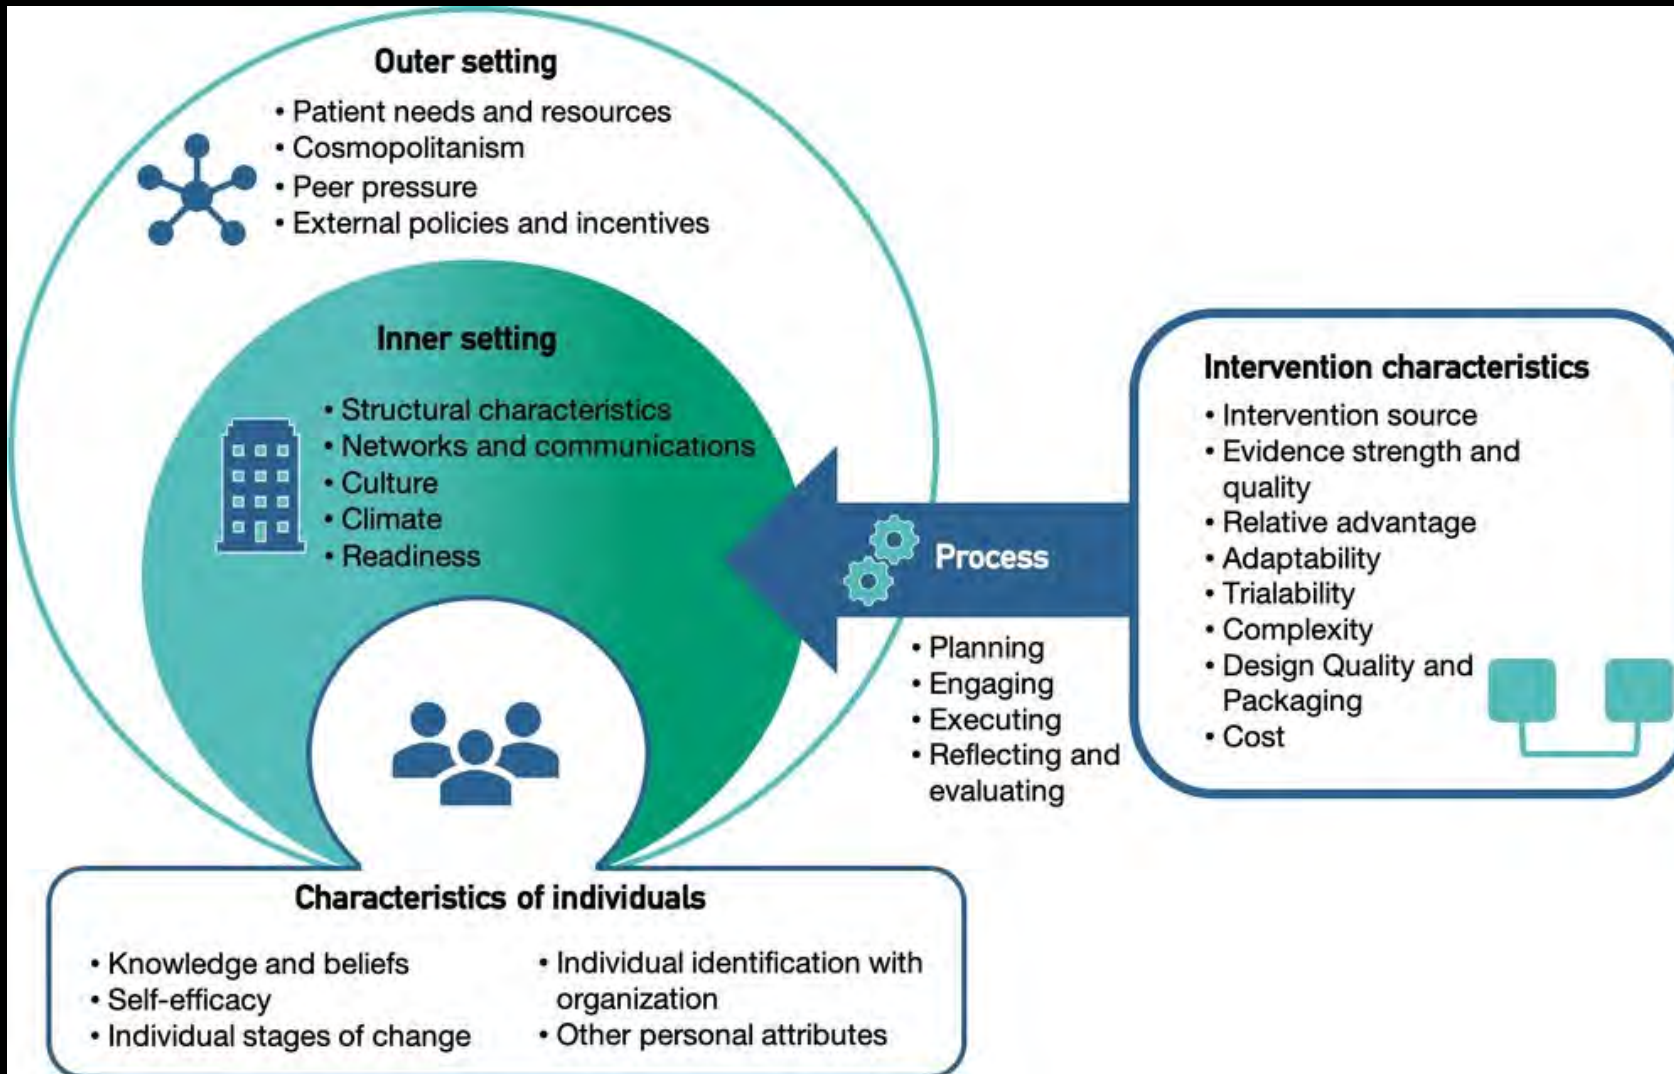 Outer setting
• Patient needs and resources
• Cosmopolitanism
• Peer pressure
• External policies and incentives
Inner setting
• Structural characteristics
• Networks and communications
• Culture
• Climate
• Readiness
Process
• Planning
• Engaging
• Executing
• Reflecting and
evaluating
Intervention characteristics
• Intervention source
• Evidence strength and
quality
• Relative advantage
• Adaptability
• Trialability
• Complexity
• Design Quality and
Packaging
• Cost
Characteristics of individuals
• Knowledge and beliefs
• Self-efficacy
• Individual stages of change
• Individual identification with
organization
• Other personal attributes